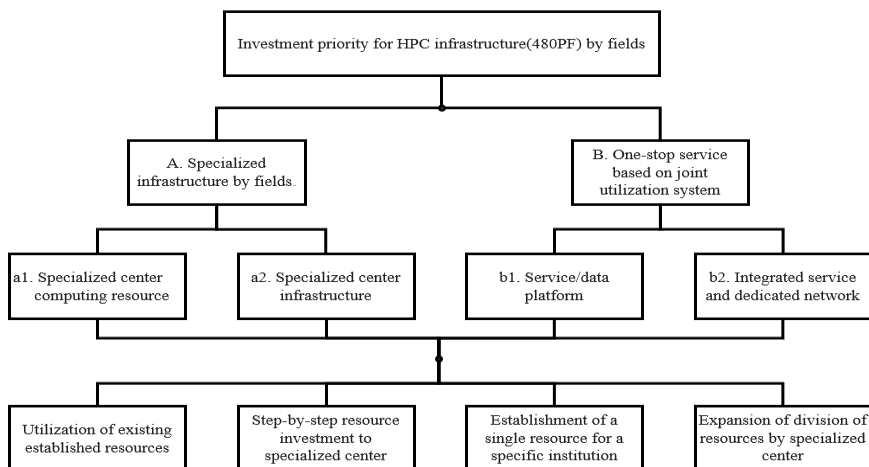 Investment priority for HPC infrastructure(480PF) by fields
A. Specialized
infrastructure by fields.
B. One-stop service
based on joint
utilization system
a1. Specialized center
computing resource
a2. Specialized center
infrastructure
b1. Service/data
platform
b2. Integrated service
and dedicated network
Utilization of existing
established resources
Step-by-step resource
investment to
specialized center
Establishment of a
single resource for a
specific institution
Expansion of division of
resources by specialized
center